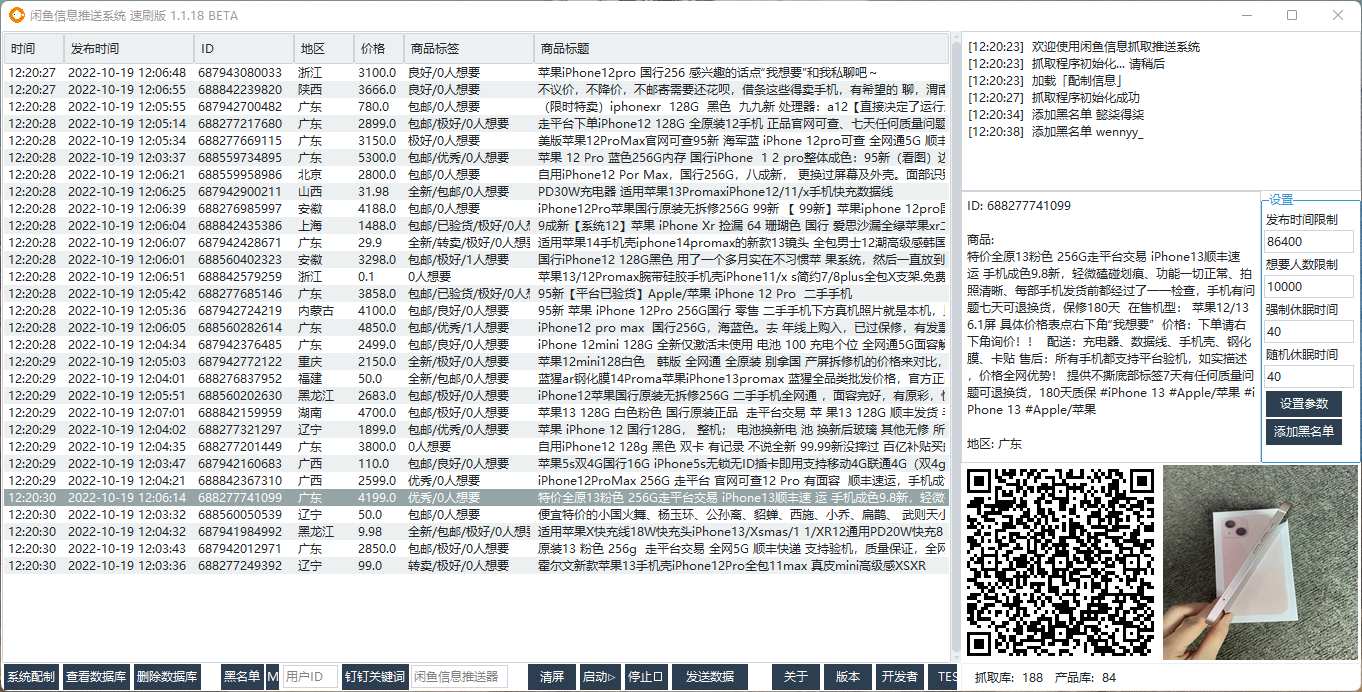 闲鱼信息推送系统 速刷版 1.1.18 BETA
时间 发布时间 ID 地区 价格 商品标签 商品标题
12:20:27 2022-10-19 12:06:48 687943080033 浙江 3100.0 良好/0人想要 苹果iPhone12pro 国行256 感兴趣的话点“我想要”和我私聊吧～
12:20:27 2022-10-19 12:06:55 688842239820 陕西 3666.0 良好/0人想要 不议价，不降价，不邮客需要还花呗，借条这些得卖手机，有希望的 聊，渭南
12:20:28 2022-10-19 12:05:55 687942700482 广东 780.0 包邮/0人想要 （限时特卖）iphonexr 128G 黑色 九九新 处理器：a12【直接决定了运行
12:20:28 2022-10-19 12:05:14 688277217680 广东 2899.0 包邮/极好/0人想要 走平台下单iPhone12 128G 全原装12手机 正品官网可查、七天任何质量问题
12:20:28 2022-10-19 12:05:34 688277669115 广东 3150.0 极好/0人想要 美版苹果12ProMax官网可查95新 海军蓝 iPhone 12pro可查 全网通5G 顺丰
12:20:28 2022-10-19 12:03:37 688559734895 广东 5300.0 包邮/优秀/0人想要 苹果 12 Pro 蓝色256G内存 国行iPhone 1 2 pro整体成色：95新（看图）边
12:20:28 2022-10-19 12:06:21 688559958986 北京 2800.0 包邮/0人想要 自用iPhone12 Por Max，国行256G，八成新， 更换过屏幕及外壳。面部识别
12:20:28 2022-10-19 12:06:25 687942900211 山西 31.98 全新/包邮/0人想要 PD30W充电器 适用苹果13PromaxiPhone12/11/x手机快充数据线
12:20:28 2022-10-19 12:06:39 688276985997 安徽 4188.0 包邮/0人想要 iPhone12Pro苹果国行原装无拆修256G 99新 【 99新】苹果iphone 12pro国
12:20:28 2022-10-19 12:06:04 688842435386 上海 1488.0 包邮/已验货/极好/0人想 9成新【系统12】苹果 iPhone Xr 捡漏 64 珊瑚色 国行 爱思沙漏全绿苹果xr二
12:20:28 2022-10-19 12:06:07 687942428671 广东 29.9 全新/转卖/极好/0人想 适用苹果14手机壳iphone14promax的新款13镜头 全包男士12潮高级感韩国
12:20:28 2022-10-19 12:06:01 688560402323 安徽 3298.0 包邮/极好/1人想要 国行iPhone12 128G黑色 用了一个多月实在不习惯苹 果系统，然后一直放到
12:20:28 2022-10-19 12:06:51 688842579259 浙江 0.1 0人想要 苹果13/12Promax腕带硅胶手机壳iPhone11/x s简约7/8plus全包X支架.免费
12:20:28 2022-10-19 12:05:42 688277685146 广东 3858.0 包邮/已验货/极好/0人想 95新【平台已验货】Apple/苹果 iPhone 12 Pro 二手手机
12:20:28 2022-10-19 12:05:36 687942724219 内蒙古 4100.0 包邮/良好/0人想要 95新 苹果 iPhone 12 Pro 256G国行 零售 二手手机下方真机照片就是本机，
12:20:28 2022-10-19 12:06:05 688560282614 广东 4850.0 包邮/优秀/1人想要 iPhone12 pro max 国行256G，海蓝色。去 年线上购入，已过保修，有发票
12:20:28 2022-10-19 12:04:34 687942376485 广东 2499.0 包邮/良好/0人想要 iPhone 12mini 128G 全新仅激活未使用 电池 100 充电个位 全网通5G面容解
12:20:29 2022-10-19 12:05:03 687942772122 重庆 2150.0 全新/极好/0人想要 苹果12mini128白色 韩版 全网通 全原装 别拿国 产屏拆修机的价格来对比，
12:20:29 2022-10-19 12:04:01 688276837952 福建 50.0 全新/包邮/0人想要 蓝猩ar钢化膜14Proma苹果iPhone13promax 蓝猩全品类批发价格，官方正
12:20:29 2022-10-19 12:05:51 688560202630 黑龙江 2683.0 包邮/极好/0人想要 iPhone12苹果国行原装无拆修256G 二手手机全网通 ，面容完好，有原彩，
12:20:29 2022-10-19 12:07:01 688842159959 湖南 4700.0 包邮/极好/0人想要 苹果13 128G 白色粉色 国行原装正品 走平台交易 苹 果13 128G 顺丰发货
12:20:29 2022-10-19 12:04:02 688277321297 辽宁 1899.0 包邮/优秀/0人想要 苹果 iPhone 12 国行128G， 整机； 电池换新电 池 换新后玻璃 其他无修 所
12:20:29 2022-10-19 12:04:35 688277201449 广东 3800.0 0人想要 自用iPhone12 128g 黑色 双卡 有记录 不说全新 99.99新没摔过 百亿补贴买
12:20:29 2022-10-19 12:03:47 687942160683 广西 110.0 包邮/良好/0人想要 苹果5s双4G国行16G iPhone5s无锁无ID插卡即用支持移动4G联通4G（双4g
12:20:29 2022-10-19 12:04:21 688842367310 广西 2599.0 优秀/0人想要 iPhone12ProMax 256G 走平台 官网可查12 Pro 有面容 顺丰速运，手机成
12:20:30 2022-10-19 12:06:14 688277741099 广东 4199.0 优秀/0人想要 特价全原13粉色 256G走平台交易 iPhone13顺丰速 运 手机成色9.8新，轻微
12:20:30 2022-10-19 12:03:32 688560050539 辽宁 50.0 包邮/0人想要 便宜特价的小国火舞、杨玉环、公孙离、貂蝉、西施、小乔、扁鹊、 武则天小
12:20:30 2022-10-19 12:04:32 687941984992 黑龙江 9.98 全新/包邮/极好/0人想要 适用苹果X快充线18W快充头iPhone13/Xsmas/1 1/XR12通用PD20W快充8
12:20:30 2022-10-19 12:03:43 687942012971 广东 2850.0 包邮/极好/0人想要 原装13 粉色 256g 走平台交易 全网5G 顺丰快递 支持验机，质量保证，全网
12:20:30 2022-10-19 12:03:36 688277249392 辽宁 99.0 转卖/极好/0人想要 霍尔文新款苹果13手机壳iPhone12Pro全包11max 真皮mini高级感XSXR
[12:20:23] 欢迎使用闲鱼信息抓取推送系统
[12:20:23] 抓取程序初始化... 请稍后
[12:20:23] 加载「配制信息」
[12:20:27] 抓取程序初始化成功
[12:20:34] 添加黑名单 懿柒得柒
[12:20:38] 添加黑名单 wennyy_
ID: 688277741099
商品:
特价全原13粉色 256G走平台交易 iPhone13顺丰速
运 手机成色9.8新，轻微磕碰划痕、功能一切正常、拍
照清晰、每部手机发货前都经过了一一检查，手机有问
题七天可退换货，保修180天 在售机型： 苹果12/13
6.1屏 具体价格表点右下角“我想要” 价格：下单请右
下角询价！！ 配送：充电器、数据线、手机壳、钢化
膜、卡贴 售后：所有手机都支持平台验机，如实描述
，价格全网优势！ 提供不撕底部标签7天有任何质量问
题可退换货，180天质保 #iPhone 13 #Apple/苹果 #i
Phone 13 #Apple/苹果
地区: 广东
设置
发布时间限制
86400
想要人数限制
10000
强制休眠时间
40
随机休眠时间
40
设置参数
添加黑名单
系统配制 查看数据库 删除数据库 黑名单 M 用户ID 钉钉关键词 闲鱼信息推送器 清屏 启动▷ 停止口 发送数据 关于 版本 开发者 TES 抓取库: 188 产品库: 84